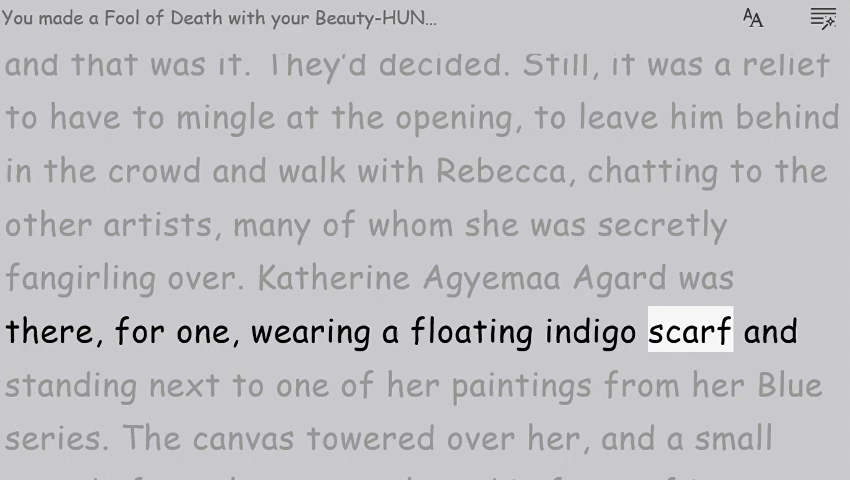 You made a Fool of Death with your Beauty-HUN...
AA
and that was it. They'd decided. Still, it was a relief
to have to mingle at the opening, to leave him behind
in the crowd and walk with Rebecca, chatting to the
other artists, many of whom she was secretly
fangirling over. Katherine Agyemaa Agard was
there, for one, wearing a floating indigo scarf and
standing next to one of her paintings from her Blue
series. The canvas towered over her, and a small